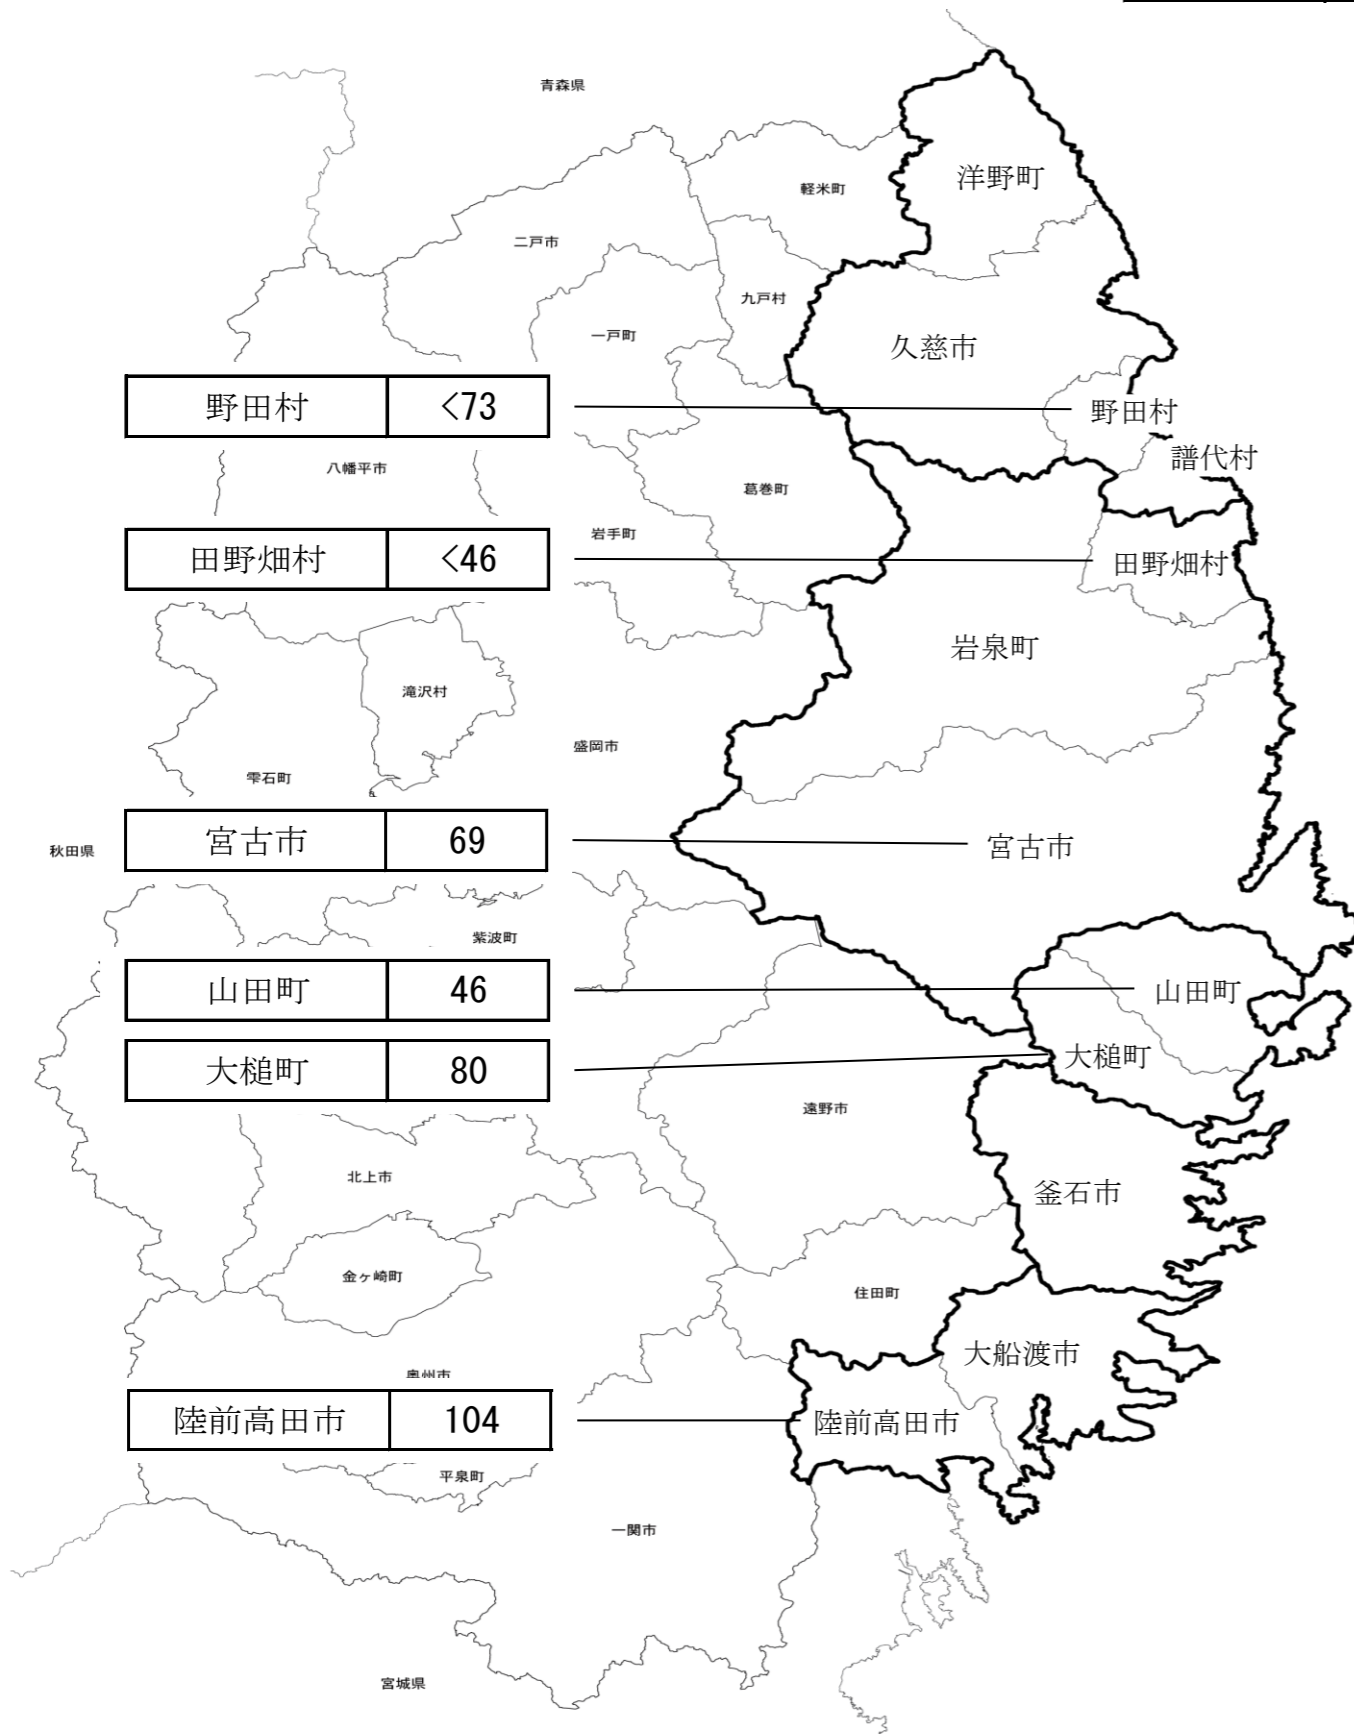 青森県
洋野町
軽米町
二戸市
九戸村
一戸町
久慈市
野田村 <73
野田村
譜代村
八幡平市
葛巻町
岩手町
田野畑村 <46
田野畑村
岩泉町
滝沢村
盛岡市
雫石町
宮古市 69
宮古市
秋田県
紫波町
山田町 46
山田町
大槌町 80
大槌町
遠野市
北上市
釜石市
金ヶ崎町
住田町
大船渡市
奥州市
陸前高田市 104
陸前高田市
平泉町
一関市
宮城県